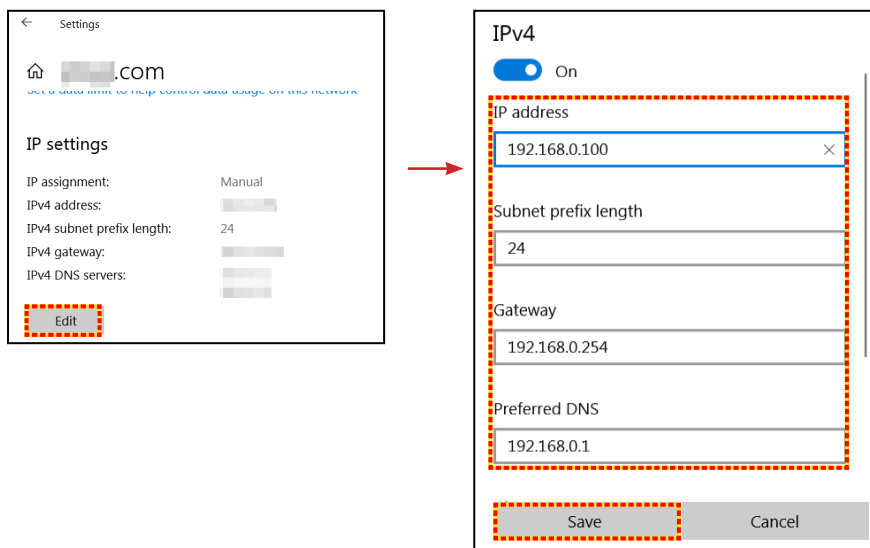 Settings
.com
Set a data limit to help control data usage on this network
IP settings
IP assignment: Manual
IPv4 address:
IPv4 subnet prefix length: 24
IPv4 gateway:
IPv4 DNS servers:
Edit
IPv4
On
IP address
192.168.0.100
Subnet prefix length
24
Gateway
192.168.0.254
Preferred DNS
192.168.0.1
Save Cancel